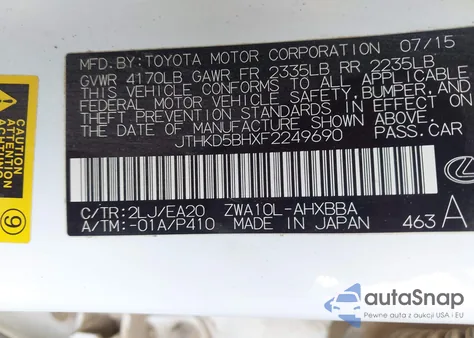 MFD. BY: TOYOTA MOTOR CORPORATION 07/15
GVWR 4170LB GAWR FR 2335LB RR 2235LB
THIS VEHICLE CONFORMS TO ALL APPLICABLE
FEDERAL MOTOR VEHICLE SAFETY, BUMPER, AND
THEFT PREVENTION STANDARDS IN EFFECT ON
THE DATE OF MANUFACTURE SHOWN ABOVE.
JTHKD5BHXF2249690 PASS. CAR
C/TR: 2LJ/EA20 ZWA10L-AHXBBA
A/TM: -01A/P410 MADE IN JAPAN 463 A
CAUTION
ACAUTION
9
autoSnap
Pewne auto z aukcji USA i EU